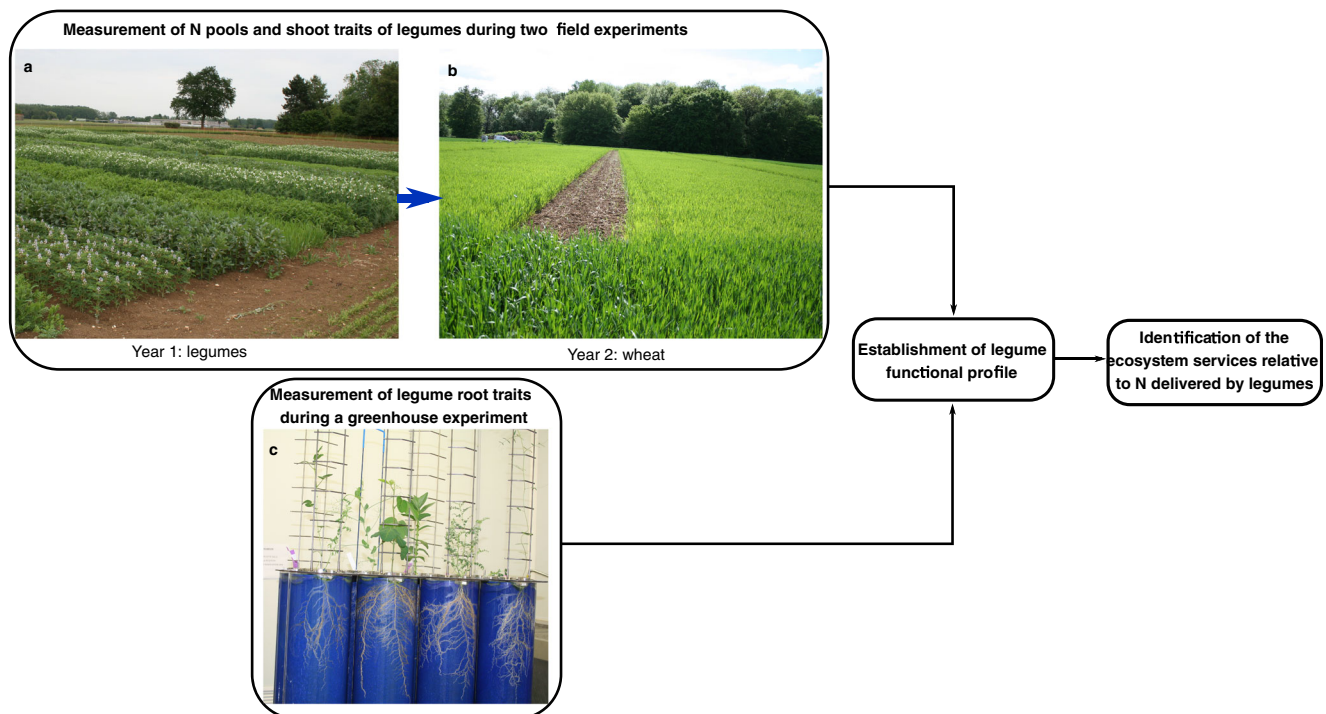 Measurement of N pools and shoot traits of legumes during two field experiments
a
b
Year 1: legumes
Year 2: wheat
Establishment of legume
functional profile
Identification of the
ecosystem services relative
to N delivered by legumes
Measurement of legume root traits
during a greenhouse experiment
c